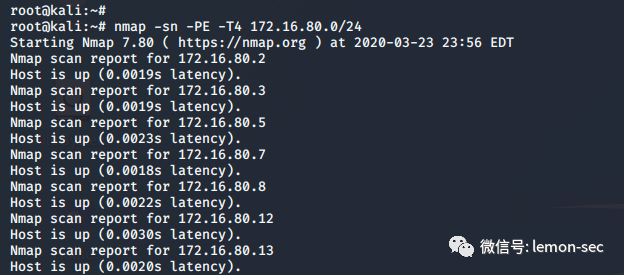 root@kali:~#
root@kali:~# nmap -sn -PE -T4 172.16.80.0/24
Starting Nmap 7.80 ( https://nmap.org ) at 2020-03-23 23:56 EDT
Nmap scan report for 172.16.80.2
Host is up (0.0019s latency).
Nmap scan report for 172.16.80.3
Host is up (0.0019s latency).
Nmap scan report for 172.16.80.5
Host is up (0.0023s latency).
Nmap scan report for 172.16.80.7
Host is up (0.0018s latency).
Nmap scan report for 172.16.80.8
Host is up (0.0022s latency).
Nmap scan report for 172.16.80.12
Host is up (0.0030s latency).
Nmap scan report for 172.16.80.13
Host is up (0.0020s latency).
微信号: lemon-sec